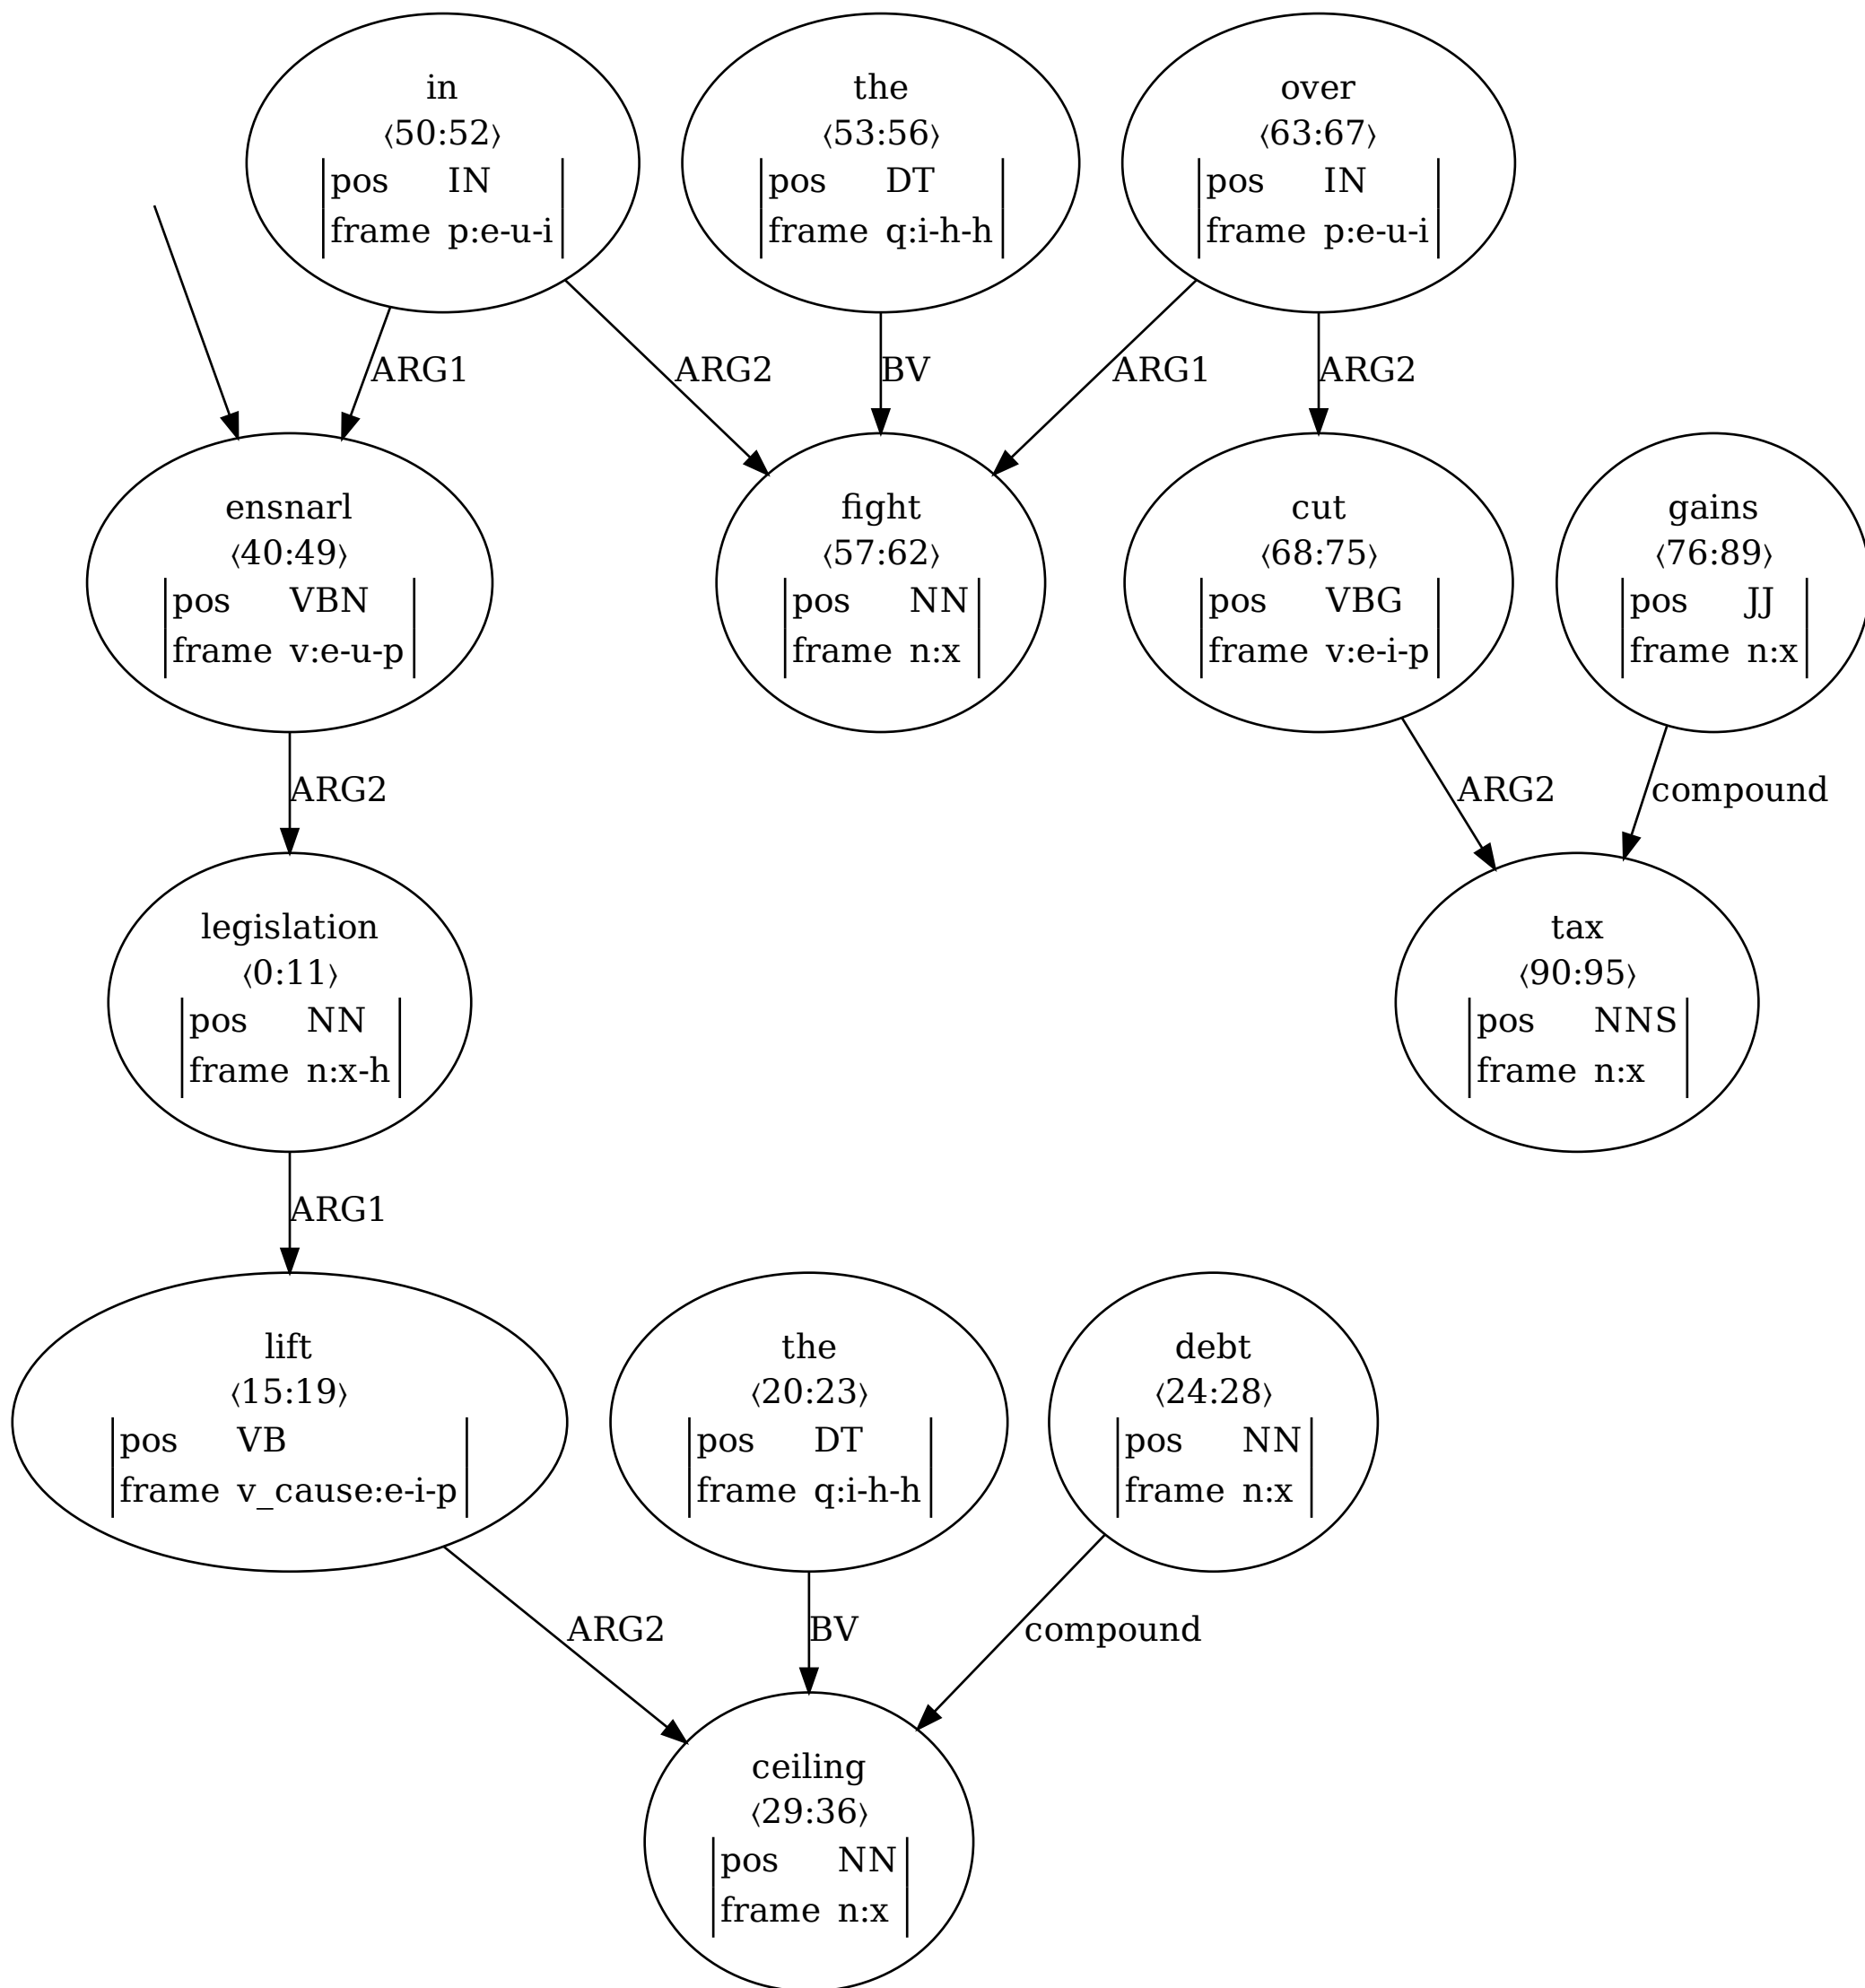 in
⟨50:52⟩
pos IN
frame p:e-u-i
the
⟨53:56⟩
pos DT
frame q:i-h-h
over
⟨63:67⟩
pos IN
frame p:e-u-i
ARG1
ARG2
BV
ARG1
ARG2
ensnarl
⟨40:49⟩
pos VBN
frame v:e-u-p
fight
⟨57:62⟩
pos NN
frame n:x
cut
⟨68:75⟩
pos VBG
frame v:e-i-p
gains
⟨76:89⟩
pos JJ
frame n:x
ARG2
ARG2
compound
legislation
⟨0:11⟩
pos NN
frame n:x-h
tax
⟨90:95⟩
pos NNS
frame n:x
ARG1
lift
⟨15:19⟩
pos VB
frame v_cause:e-i-p
the
⟨20:23⟩
pos DT
frame q:i-h-h
debt
⟨24:28⟩
pos NN
frame n:x
ARG2
BV
compound
ceiling
⟨29:36⟩
pos NN
frame n:x